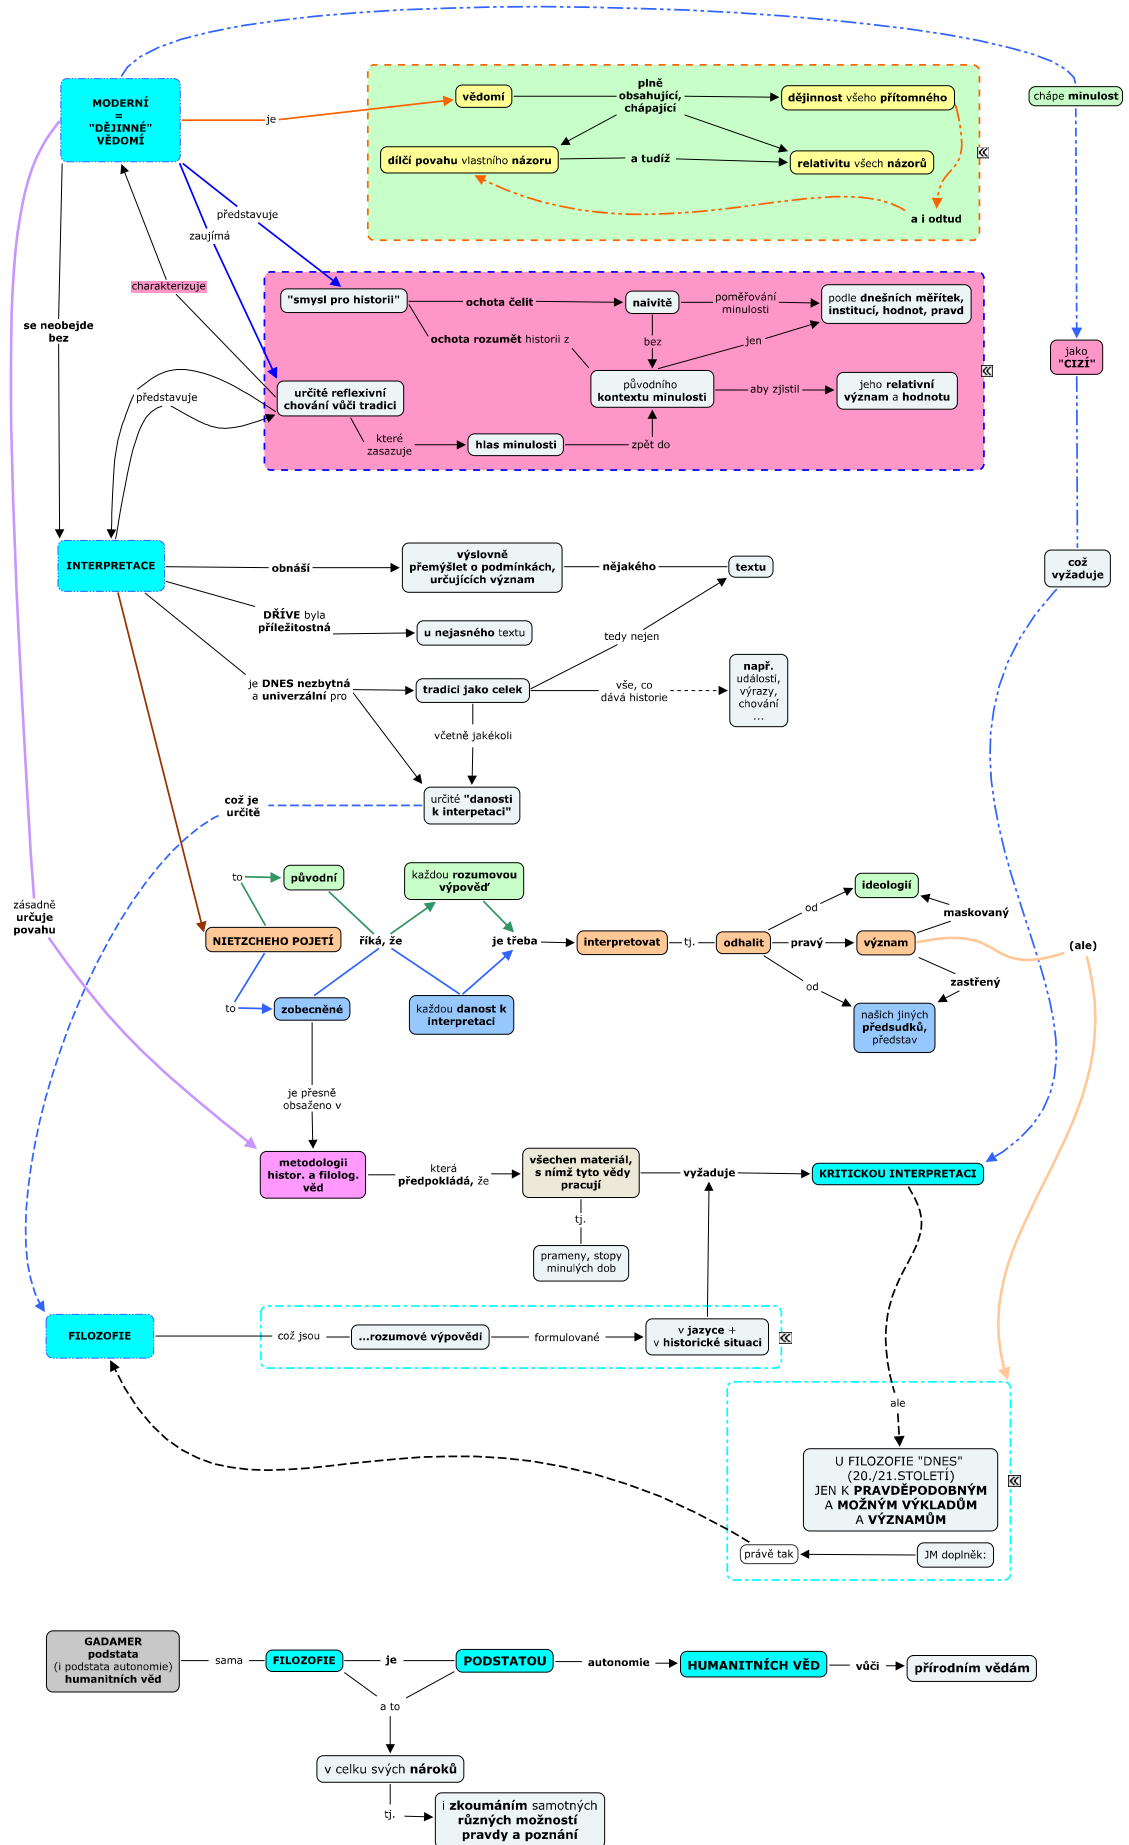 MODERNÍ
=
"DĚJINNÉ"
VĚDOMÍ
je
vědomí
plně
obsahující,
chápající
dějinnost všeho přítomného
dílčí povahu vlastního názoru
a tudíž
relativitu všech názorů
a i odtud
chápe minulost
představuje
zaujímá
charakterizuje
"smysl pro historii"
ochota čelit
naivitě
poměřování
minulosti
podle dnešních měřítek,
institucí, hodnot, pravd
ochota rozumět historii z
bez
jen
jako
"CIZÍ"
se neobejde
bez
určité reflexivní
chování vůči tradici
představuje
původního
kontextu minulosti
aby zjistil
jeho relativní
význam a hodnotu
které
zasazuje
hlas minulosti
zpět do
INTERPRETACE
obnáší
výslovně
přemýšlet o podmínkách,
určujících význam
nějakého
textu
což
vyžaduje
DŘÍVE byla
příležitostná
u nejasného textu
tedy nejen
je DNES nezbytná
a univerzální pro
tradici jako celek
vše, co
dává historie
např.
události,
výrazy,
chování
...
včetně jakékoli
určité "danosti
k interpetaci"
což je
určitě
to
původní
každou rozumovou
výpověď
ideologií
zásadně
určuje
povahu
NIETZCHEHO POJETÍ
říká, že
je třeba
interpretovat
tj.
odhalit
od
pravý
význam
maskovaný
(ale)
to
zobecněné
každou danost k
interpretaci
od
zastřený
našich jiných
předsudků,
představ
je přesně
obsaženo v
metodologii
histor. a filolog.
věd
která
předpokládá, že
všechen materiál,
s nímž tyto vědy
pracují
vyžaduje
KRITICKOU INTERPRETACI
tj.
prameny, stopy
minulých dob
FILOZOFIE
což jsou
...rozumové výpovědi
formulované
v jazyce +
v historické situaci
ale
U FILOZOFIE "DNES"
(20./21.STOLETÍ)
JEN K PRAVDĚPODOBNÝM
A MOŽNÝM VÝKLADŮM
A VÝZNAMŮM
právě tak
JM doplněk:
GADAMER
podstata
(i podstata autonomie)
humanitních věd
sama
FILOZOFIE
je
PODSTATOU
autonomie
HUMANITNÍCH VĚD
vůči
přírodním vědám
a to
v celku svých nároků
tj.
i zkoumáním samotných
různých možností
pravdy a poznání